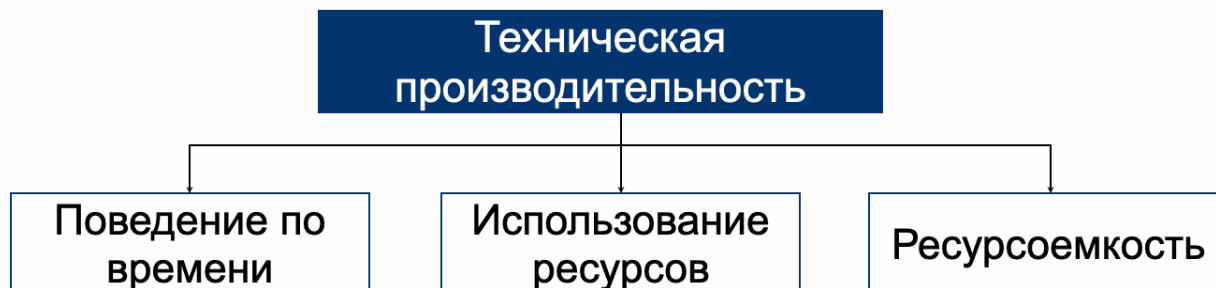 Техническая
производительность
Поведение по
времени
Использование
ресурсов
Ресурсоемкость